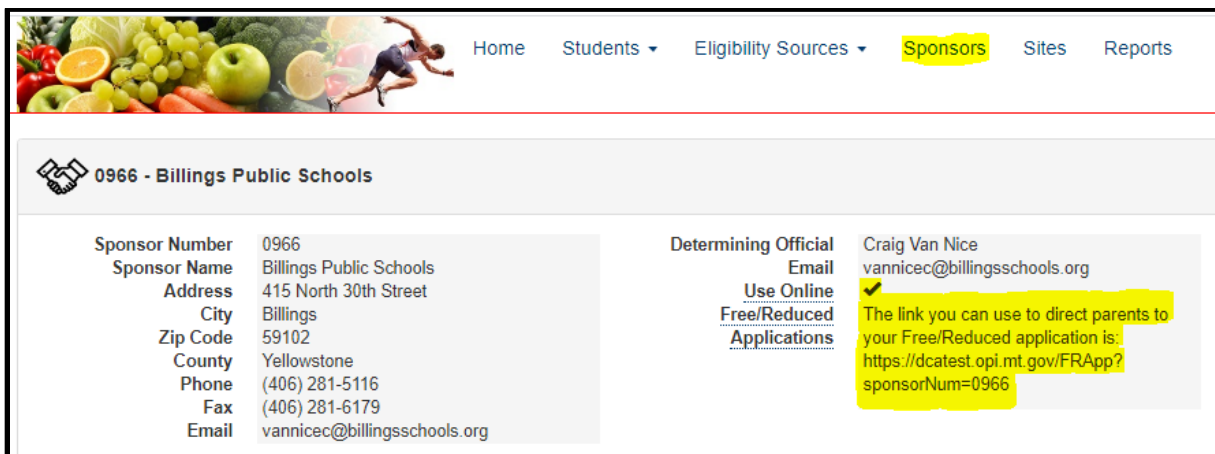 Home Students Eligibility Sources Sponsors Sites Reports
0966 - Billings Public Schools
Sponsor Number 0966
Sponsor Name Billings Public Schools
Address 415 North 30th Street
City Billings
Zip Code 59102
County Yellowstone
Phone (406) 281-5116
Fax (406) 281-6179
Email vannicec@billingsschools.org
Determining Official Craig Van Nice
Email vannicec@billingsschools.org
Use Online ✔
Free/Reduced The link you can use to direct parents to
Applications your Free/Reduced application is:
https://dcatest.opi.mt.gov/FRApp?
sponsorNum=0966